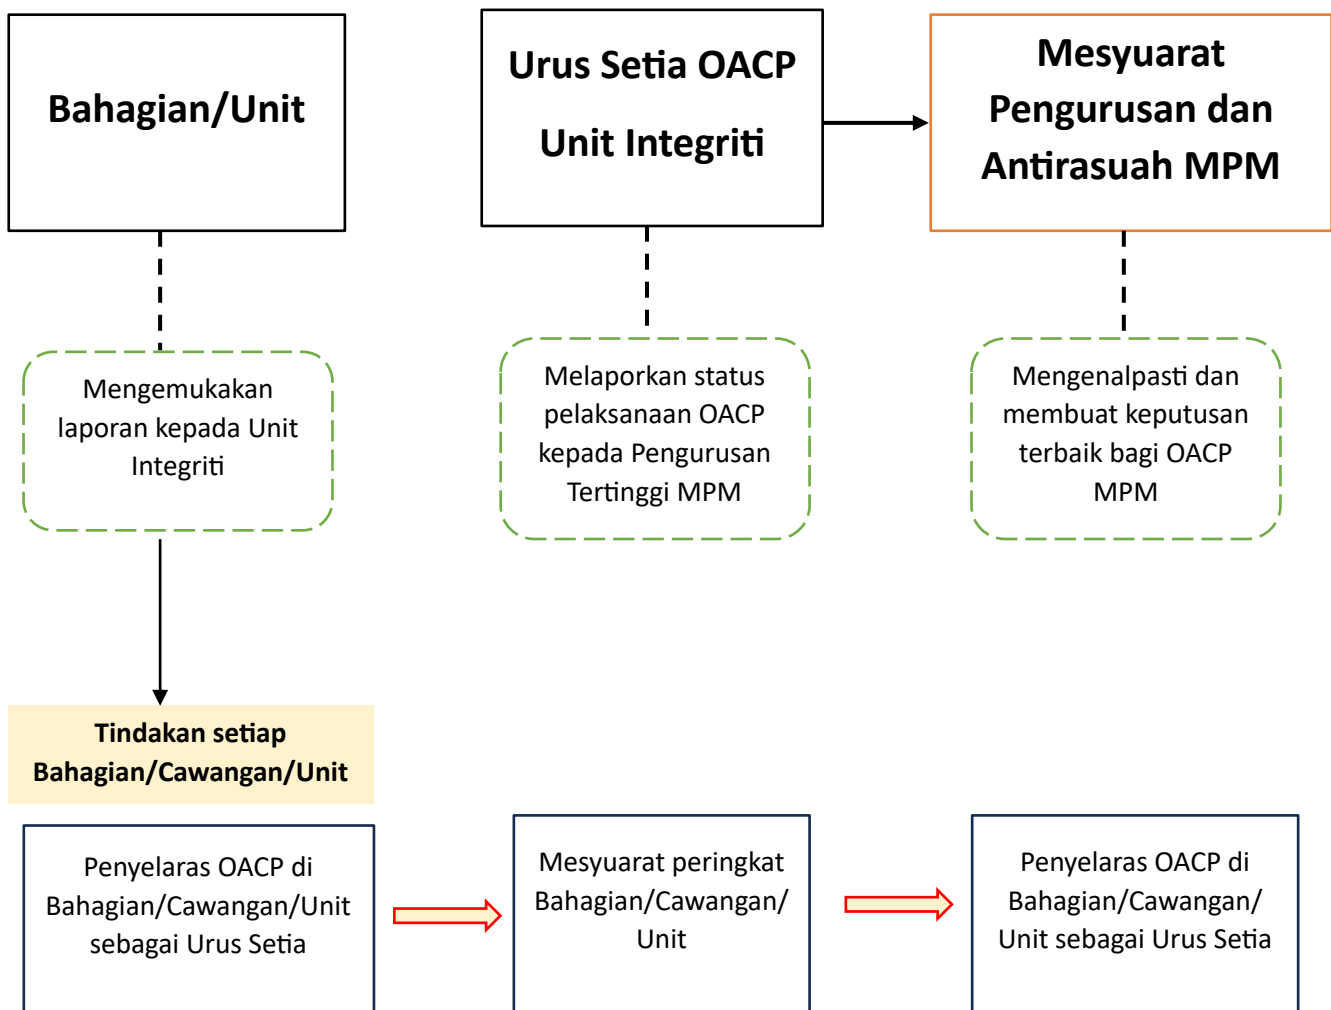 Bahagian/Unit
Urus Setia OACP
Unit Integriti
Mesyuarat
Pengurusan dan
Antirasuah MPM
Mengemukakan
laporan kepada Unit
Integriti
Melaporkan status
pelaksanaan OACP
kepada Pengurusan
Tertinggi MPM
Mengenalpasti dan
membuat keputusan
terbaik bagi OACP
MPM
Tindakan setiap
Bahagian/Cawangan/Unit
Penyelaras OACP di
Bahagian/Cawangan/Unit
sebagai Urus Setia
Mesyuarat peringkat
Bahagian/Cawangan/
Unit
Penyelaras OACP di
Bahagian/Cawangan/
Unit sebagai Urus Setia